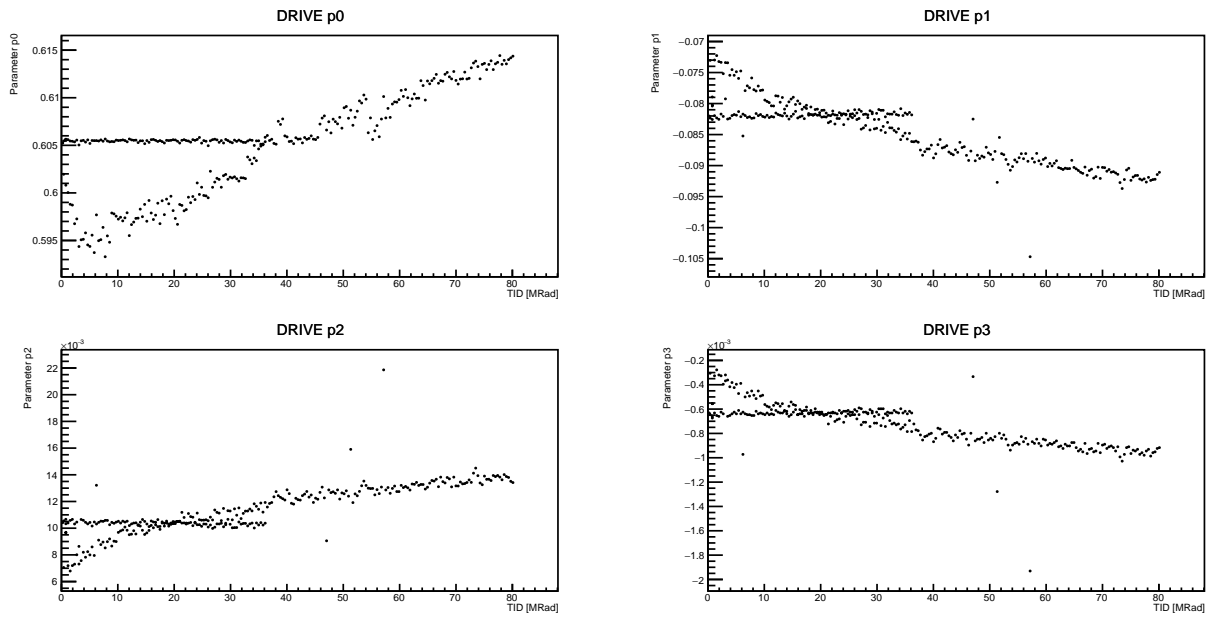 DRIVE p0
Parameter p0
0.615
0.61
0.605
0.6
0.595
0 10 20 30 40 50 60 70 80
TID [MRad]
DRIVE p1
Parameter p1
−0.07
−0.075
−0.08
−0.085
−0.09
−0.095
−0.1
−0.105
0 10 20 30 40 50 60 70 80
TID [MRad]
DRIVE p2
×10⁻³
Parameter p2
22
20
18
16
14
12
10
8
6
0 10 20 30 40 50 60 70 80
TID [MRad]
DRIVE p3
×10⁻³
Parameter p3
−0.2
−0.4
−0.6
−0.8
−1
−1.2
−1.4
−1.6
−1.8
−2
0 10 20 30 40 50 60 70 80
TID [MRad]